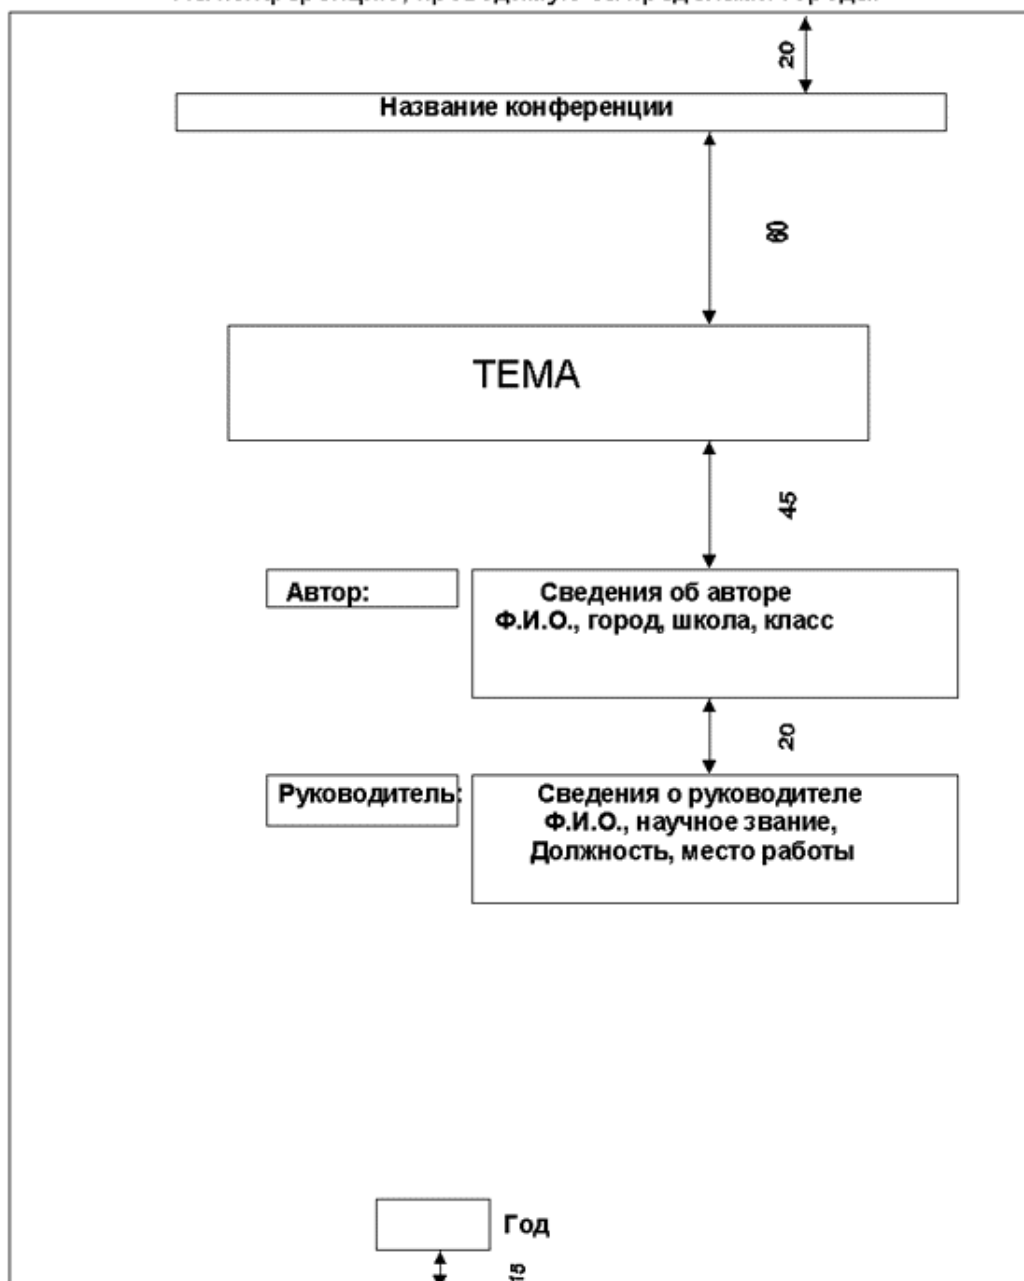 20
Название конференции
60
ТЕМА
45
Автор:
Сведения об авторе
Ф.И.О., город, школа, класс
20
Руководитель:
Сведения о руководителе
Ф.И.О., научное звание,
Должность, место работы
Год
15